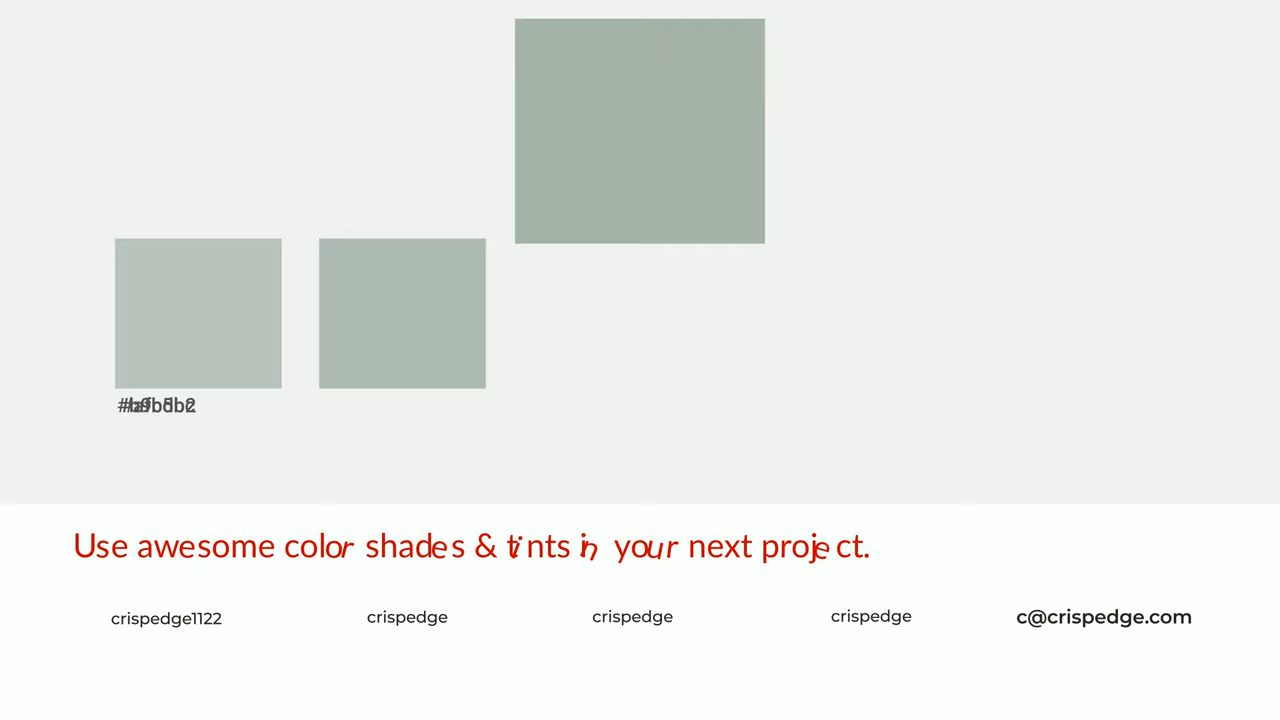 Use awesome color shades & tints in your next project.
crispedge1122 crispedge crispedge crispedge c@crispedge.com